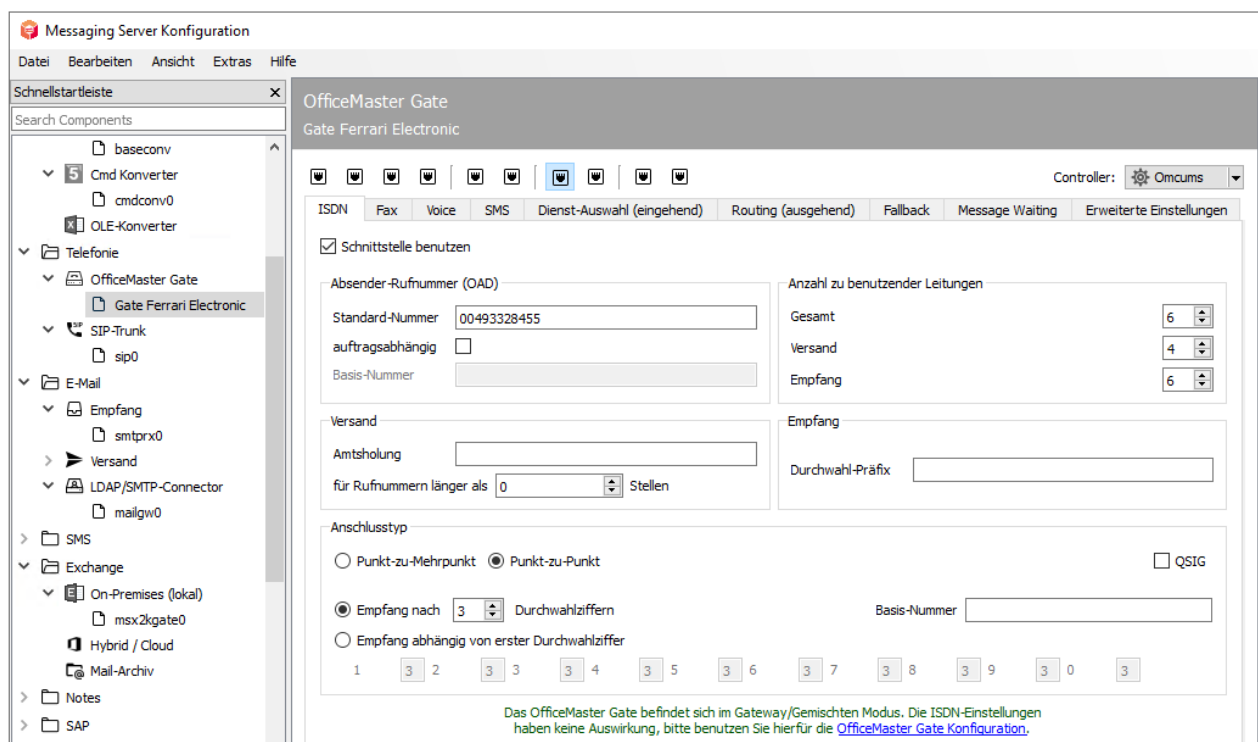 Messaging Server Konfiguration
Datei Bearbeiten Ansicht Extras Hilfe
Schnellstartleiste
Search Components
baseconv
5 Cmd Konverter
cmdconv0
OLE-Konverter
Telefonie
OfficeMaster Gate
Gate Ferrari Electronic
SIP-Trunk
sip0
E-Mail
Empfang
smtprx0
Versand
LDAP/SMTP-Connector
mailgw0
SMS
Exchange
On-Premises (lokal)
msx2kgate0
Hybrid / Cloud
Mail-Archiv
Notes
SAP
OfficeMaster Gate
Gate Ferrari Electronic
Controller: Omcums
ISDN Fax Voice SMS Dienst-Auswahl (eingehend) Routing (ausgehend) Fallback Message Waiting Erweiterte Einstellungen
Schnittstelle benutzen
Absender-Rufnummer (OAD)
Standard-Nummer 00493328455
auftragsabhängig
Basis-Nummer
Anzahl zu benutzender Leitungen
Gesamt 6
Versand 4
Empfang 6
Versand
Amtsholung
für Rufnummern länger als 0 Stellen
Empfang
Durchwahl-Präfix
Anschlusstyp
Punkt-zu-Mehrpunkt Punkt-zu-Punkt QSIG
Empfang nach 3 Durchwahlziffern Basis-Nummer
Empfang abhängig von erster Durchwahlziffer
1 3 2 3 3 3 4 3 5 3 6 3 7 3 8 3 9 3 0 3
Das OfficeMaster Gate befindet sich im Gateway/Gemischten Modus. Die ISDN-Einstellungen
haben keine Auswirkung, bitte benutzen Sie hierfür die OfficeMaster Gate Konfiguration.